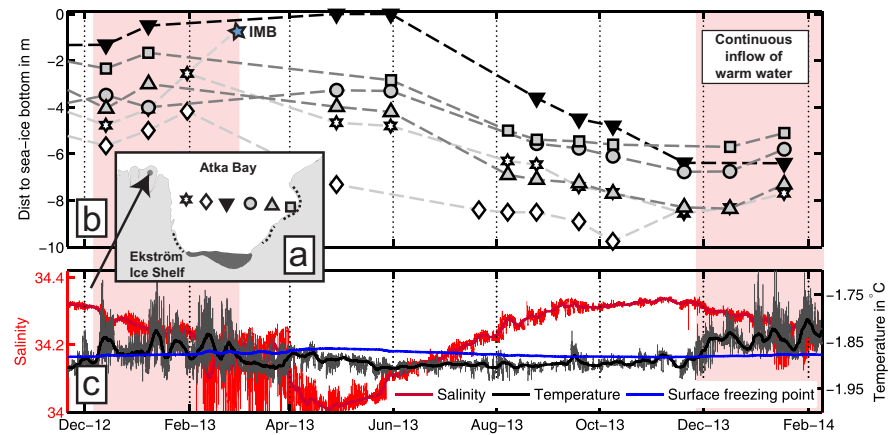 0
−2
−4
−6
−8
−10
Dist to sea−ice bottom in m
IMB
Continuous
inflow of
warm water
b
Atka Bay
Ekström
Ice Shelf
a
34.4
34.2
34
Salinity
−1.75
−1.85
−1.95
Temperature in °C
c
Salinity
Temperature
Surface freezing point
Dec−12
Feb−13
Apr−13
Jun−13
Aug−13
Oct−13
Dec−13
Feb−14